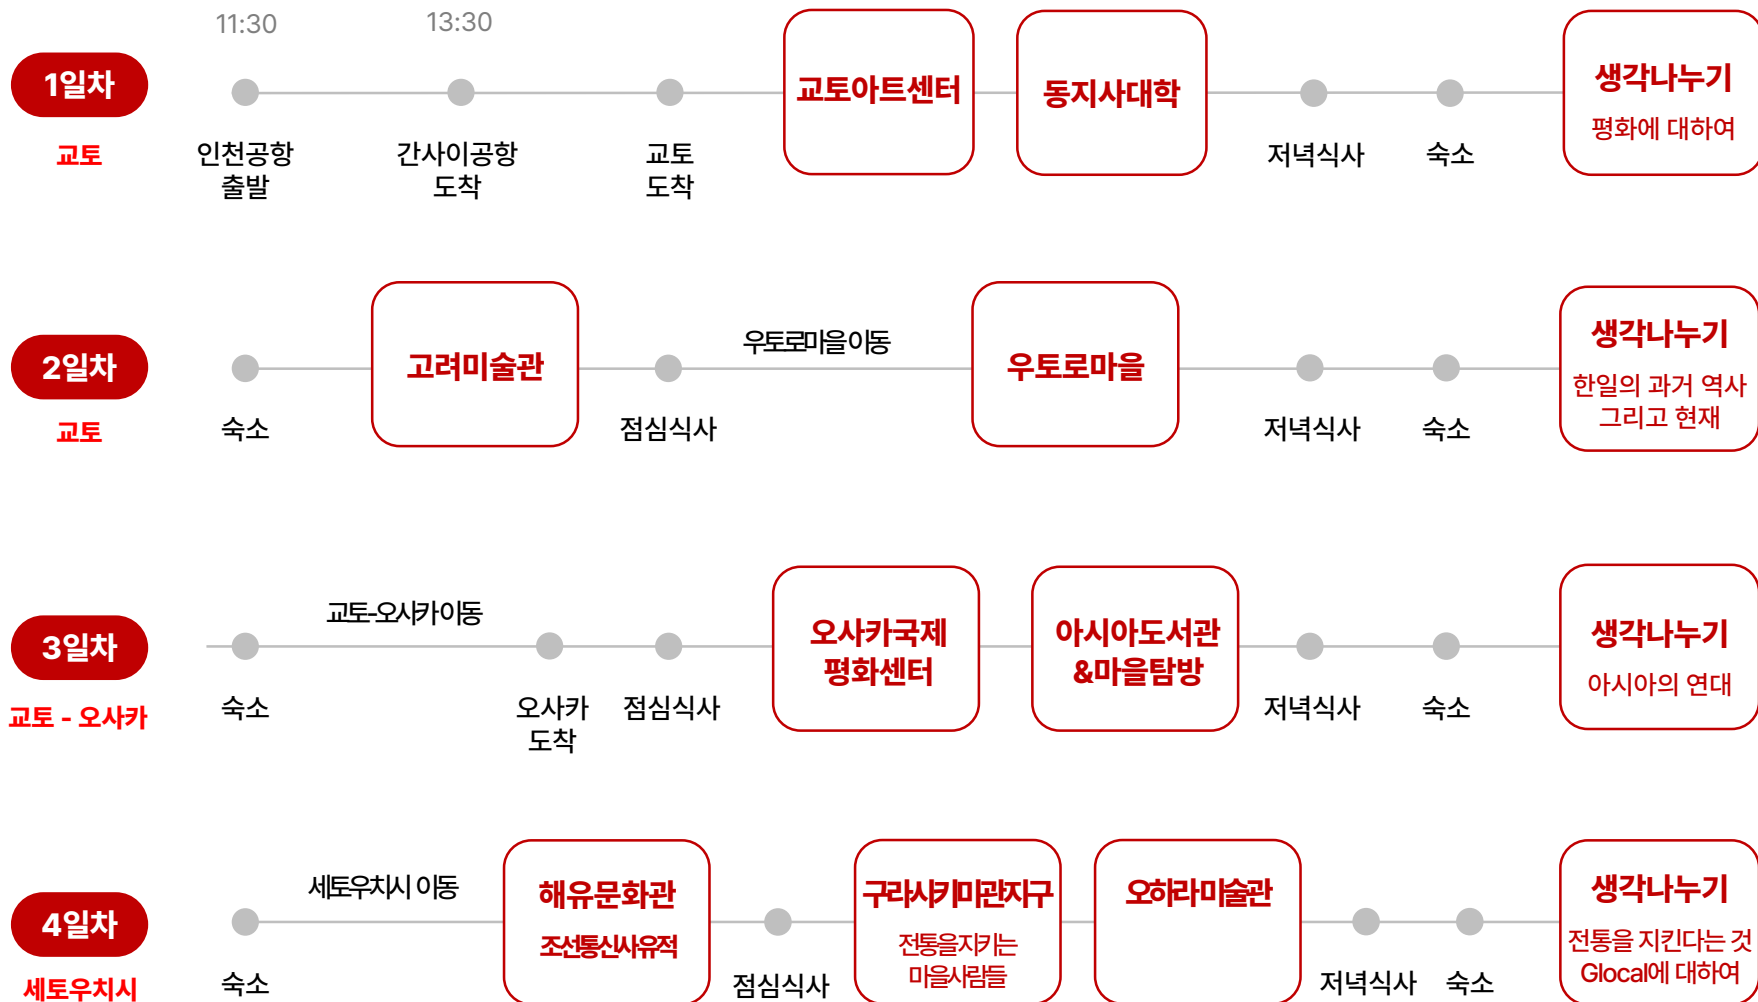 11:30
13:30
1일차
교토
인천공항
출발
간사이공항
도착
교토
도착
교토아트센터
동지사대학
저녁식사
숙소
생각나누기
평화에 대하여
2일차
교토
숙소
고려미술관
점심식사
우토로마을 이동
우토로마을
저녁식사
숙소
생각나누기
한일의 과거 역사
그리고 현재
3일차
교토 - 오사카
숙소
교토-오사카 이동
오사카
도착
점심식사
오사카국제
평화센터
아시아도서관
&마을탐방
저녁식사
숙소
생각나누기
아시아의 연대
4일차
세토우치시
숙소
세토우치시 이동
해유문화관
조선통신사유적
점심식사
구라시키미관지구
전통을 지키는
마을사람들
오하라미술관
저녁식사
숙소
생각나누기
전통을 지킨다는 것
Glocal에 대하여